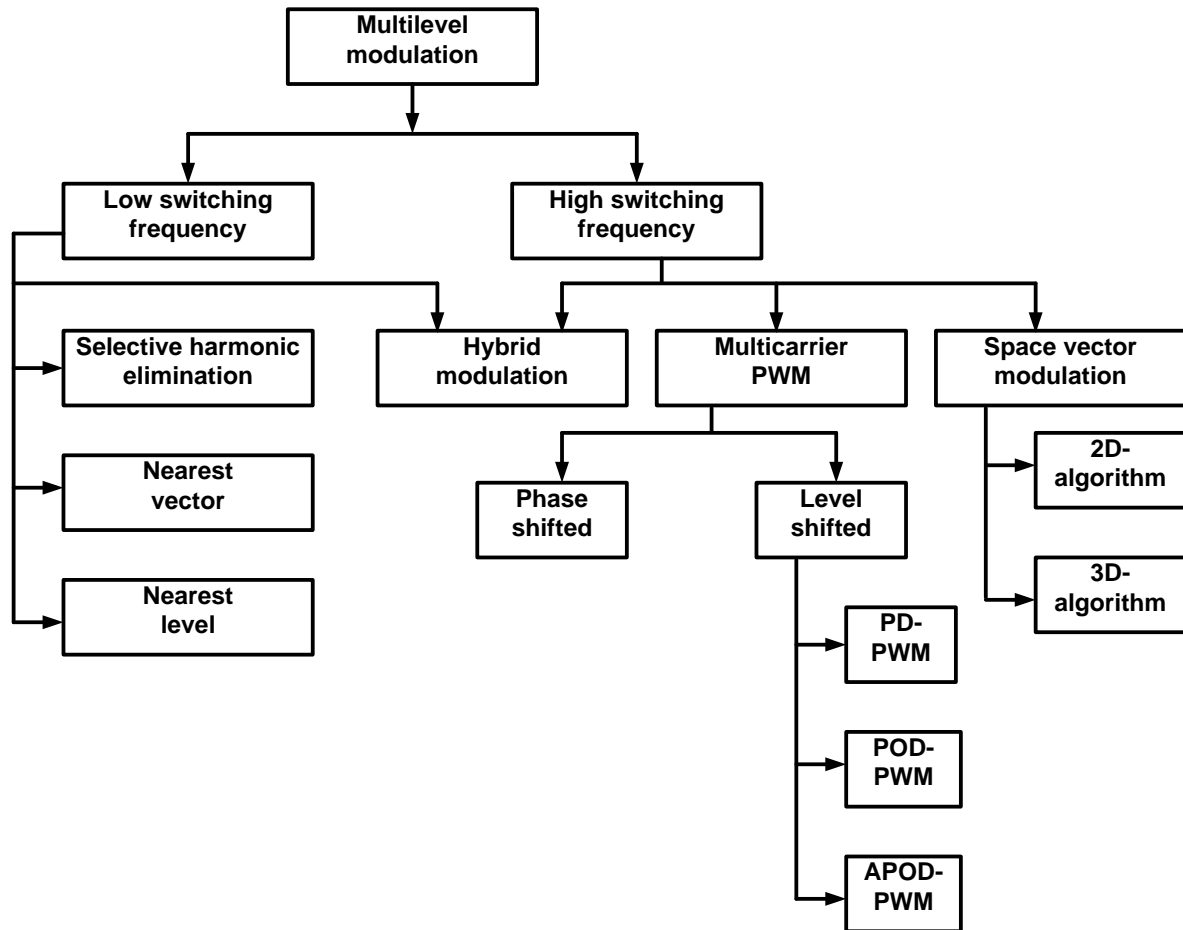 Multilevel
modulation
Low switching
frequency
High switching
frequency
Selective harmonic
elimination
Hybrid
modulation
Multicarrier
PWM
Space vector
modulation
Nearest
vector
Phase
shifted
Level
shifted
2D-
algorithm
Nearest
level
3D-
algorithm
PD-
PWM
POD-
PWM
APOD-
PWM